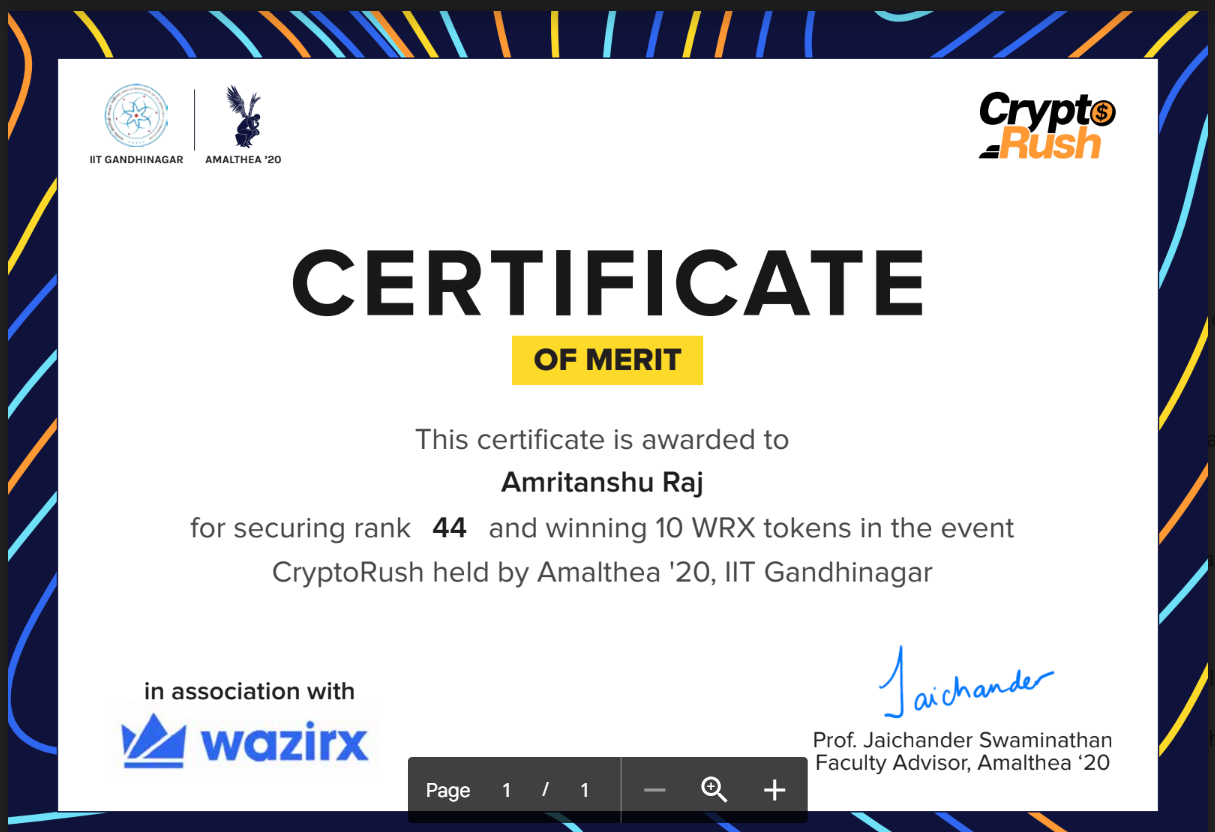 IIT GANDHINAGAR
AMALTHEA '20
Crypto
Rush
CERTIFICATE
OF MERIT
This certificate is awarded to
Amritanshu Raj
for securing rank 44 and winning 10 WRX tokens in the event
CryptoRush held by Amalthea '20, IIT Gandhinagar
in association with
wazirx
Jaichander
Prof. Jaichander Swaminathan
Faculty Advisor, Amalthea ‘20
Page 1 / 1